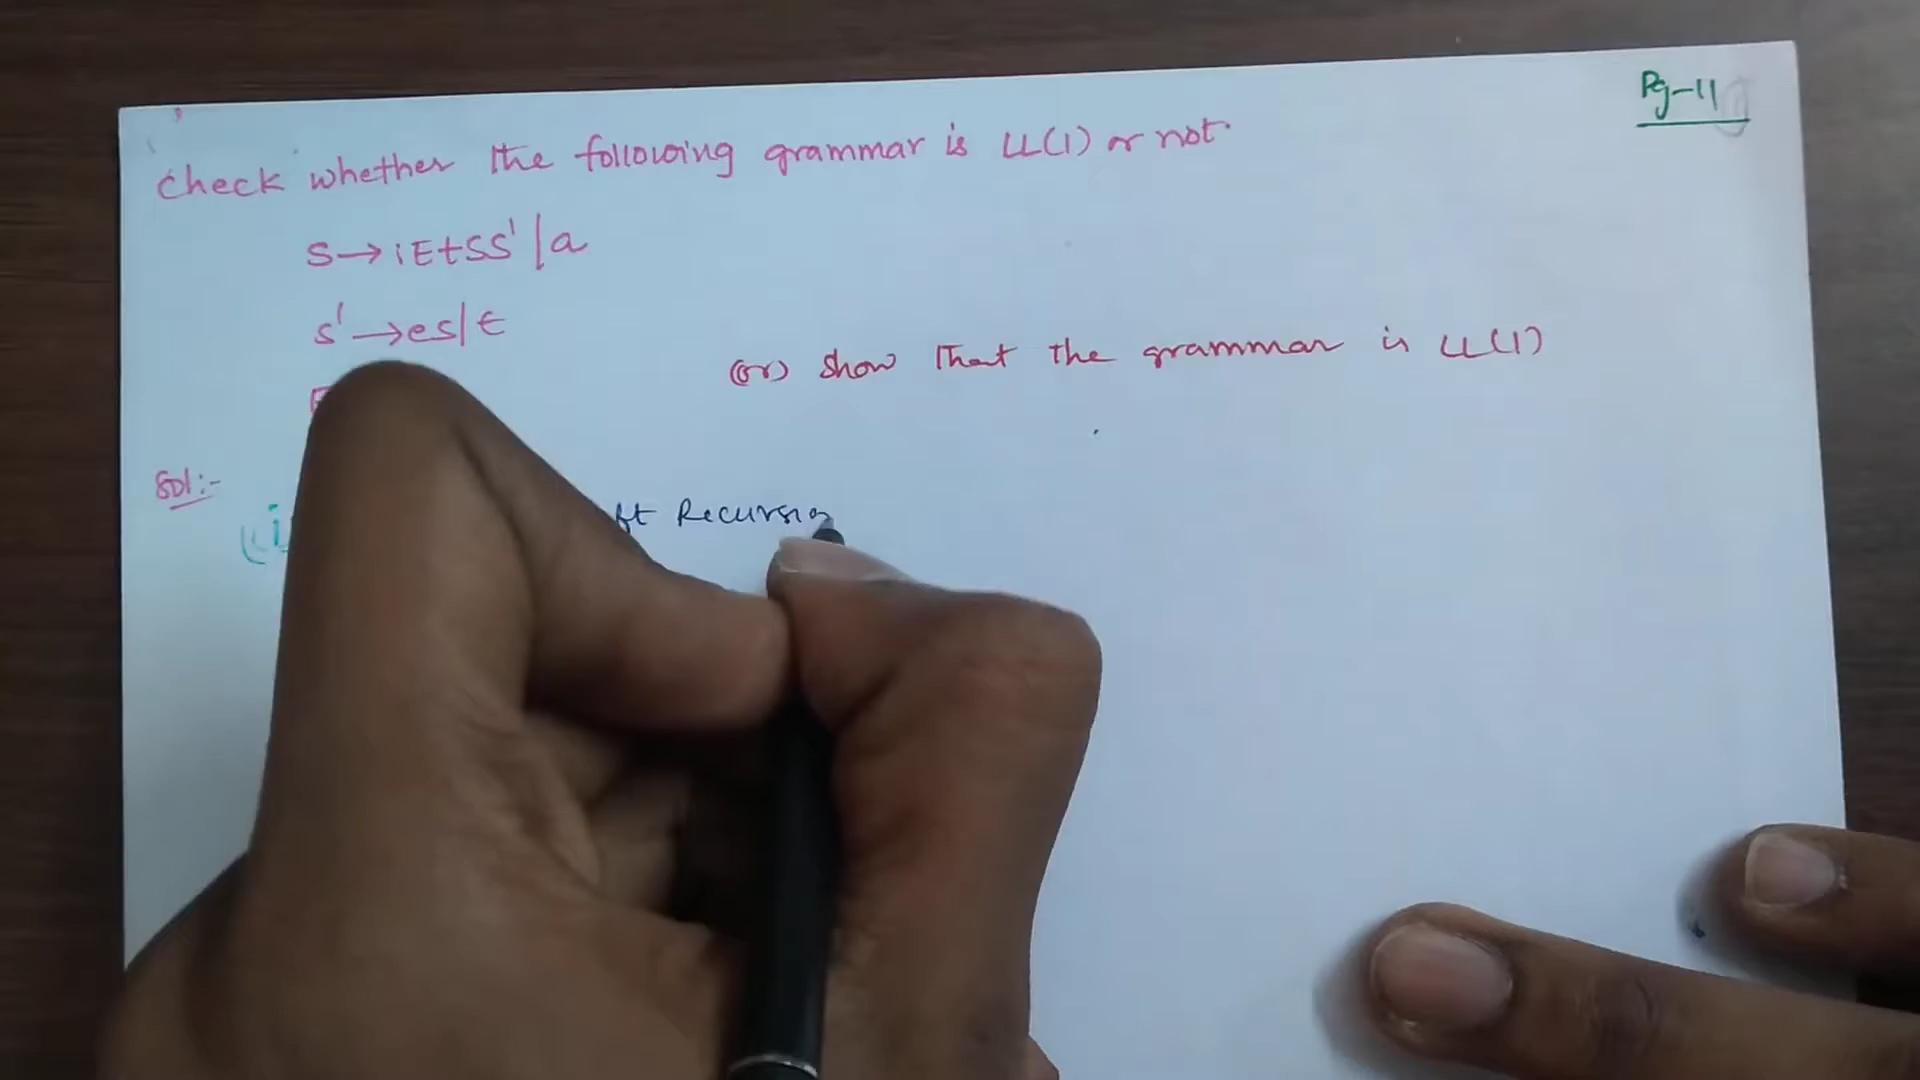 Pg-11
Check whether the following grammar is LL(1) or not.
S→iEtSS'|a
s'→es|ε
(or) Show that the grammar is LL(1)
Sol:-
(i
Recursio